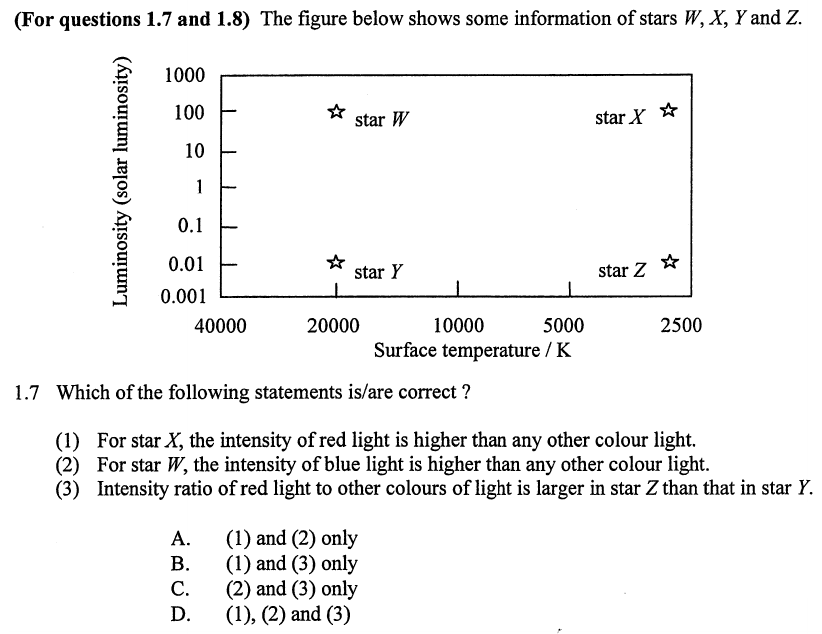 (For questions 1.7 and 1.8) The figure below shows some information of stars W, X, Y and Z.
Luminosity (solar luminosity)
1000
100
10
1
0.1
0.01
0.001
star W
star X
star Y
star Z
40000 20000 10000 5000 2500
Surface temperature / K
1.7 Which of the following statements is/are correct ?
(1) For star X, the intensity of red light is higher than any other colour light.
(2) For star W, the intensity of blue light is higher than any other colour light.
(3) Intensity ratio of red light to other colours of light is larger in star Z than that in star Y.
A. (1) and (2) only
B. (1) and (3) only
C. (2) and (3) only
D. (1), (2) and (3)